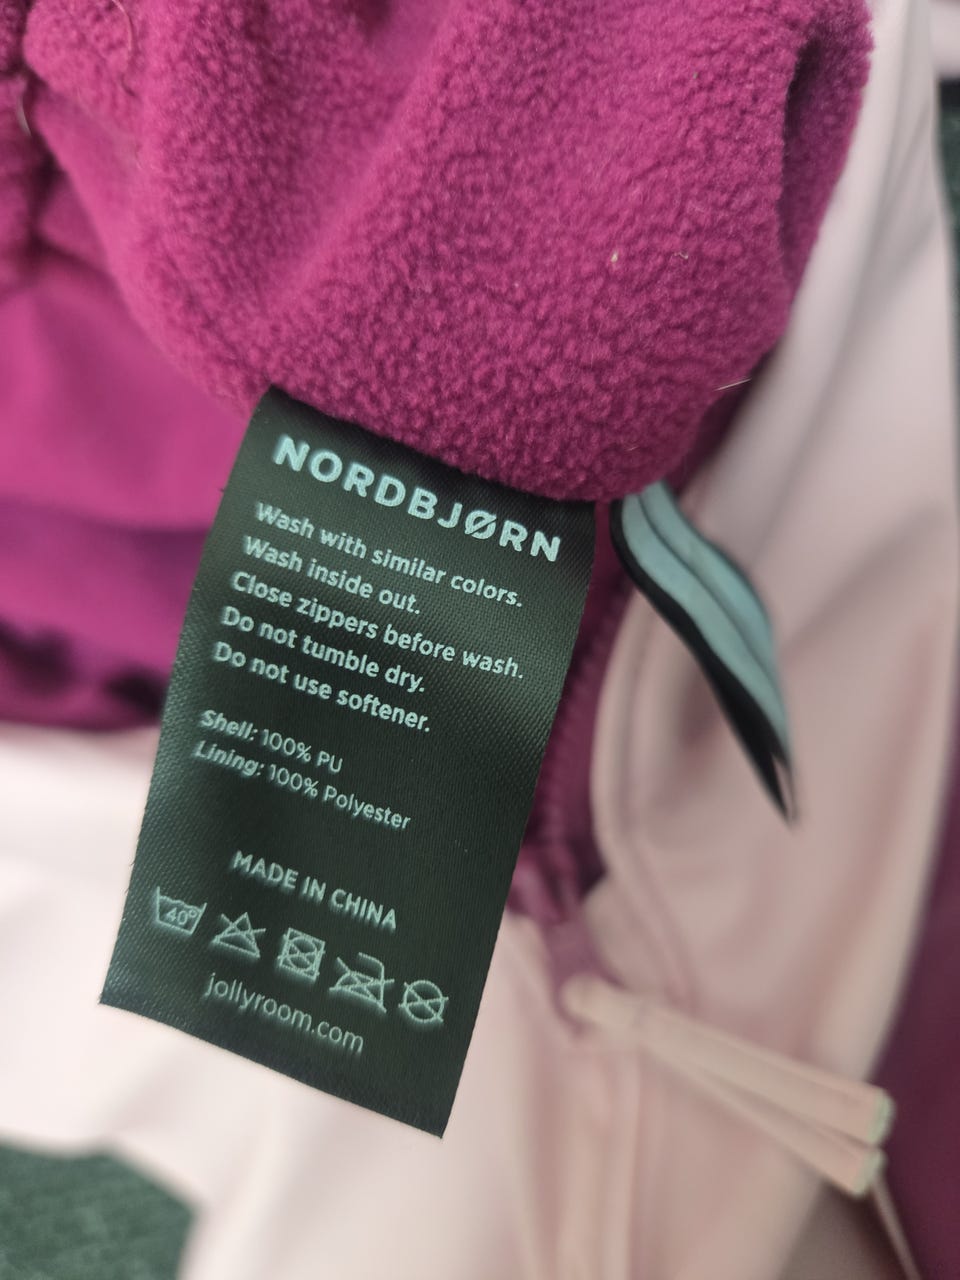 NORDBJØRN
Wash with similar colors.
Wash inside out.
Close zippers before wash.
Do not tumble dry.
Do not use softener.
Shell: 100% PU
Lining: 100% Polyester
MADE IN CHINA
40°
jollyroom.com